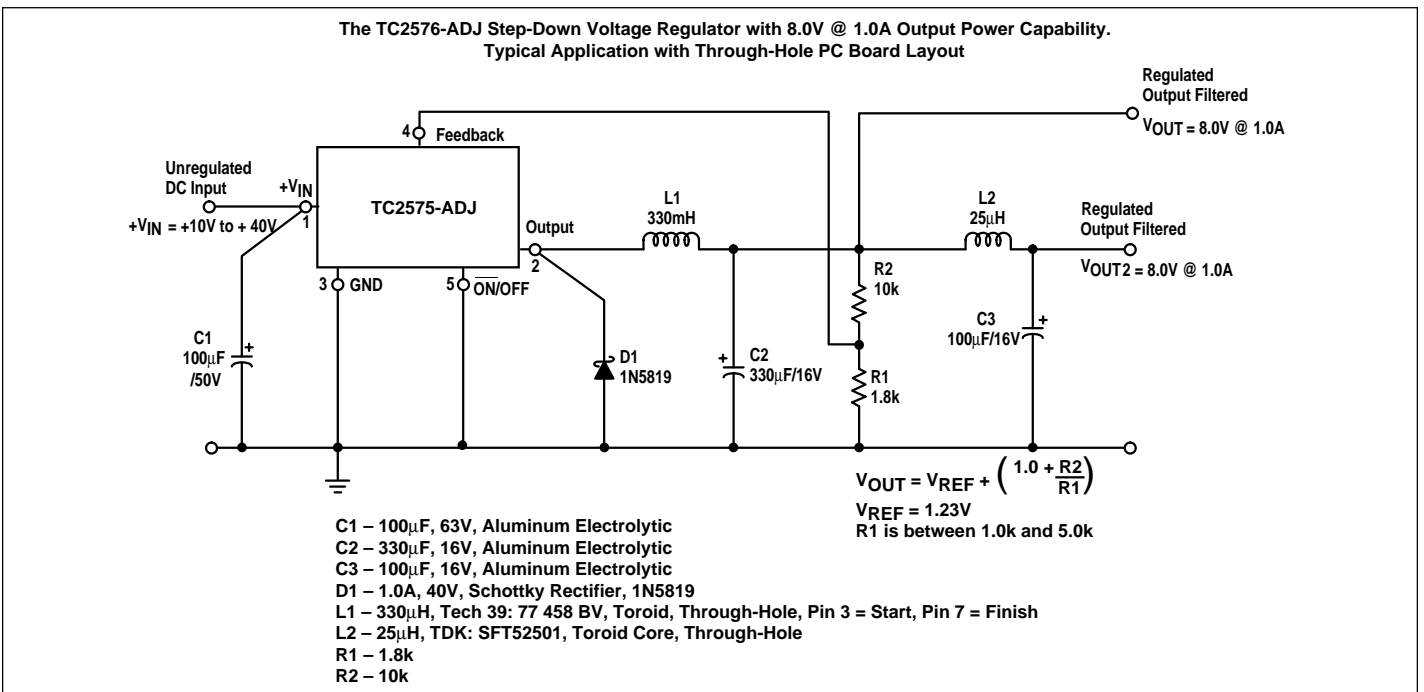 The TC2576-ADJ Step-Down Voltage Regulator with 8.0V @ 1.0A Output Power Capability.
Typical Application with Through-Hole PC Board Layout
Regulated
Output Filtered
VOUT = 8.0V @ 1.0A
4
Feedback
Unregulated
DC Input
+VIN
+VIN = +10V to + 40V
1
TC2575-ADJ
Output
2
L1
330mH
L2
25µH
Regulated
Output Filtered
VOUT2 = 8.0V @ 1.0A
3
GND
5
ON/OFF
R2
10k
C1
100µF
/50V
+
D1
1N5819
+
C2
330µF/16V
R1
1.8k
C3
100µF/16V
+
VOUT = VREF + ( 1.0 + R2
R1 )
VREF = 1.23V
R1 is between 1.0k and 5.0k
C1 – 100µF, 63V, Aluminum Electrolytic
C2 – 330µF, 16V, Aluminum Electrolytic
C3 – 100µF, 16V, Aluminum Electrolytic
D1 – 1.0A, 40V, Schottky Rectifier, 1N5819
L1 – 330µH, Tech 39: 77 458 BV, Toroid, Through-Hole, Pin 3 = Start, Pin 7 = Finish
L2 – 25µH, TDK: SFT52501, Toroid Core, Through-Hole
R1 – 1.8k
R2 – 10k